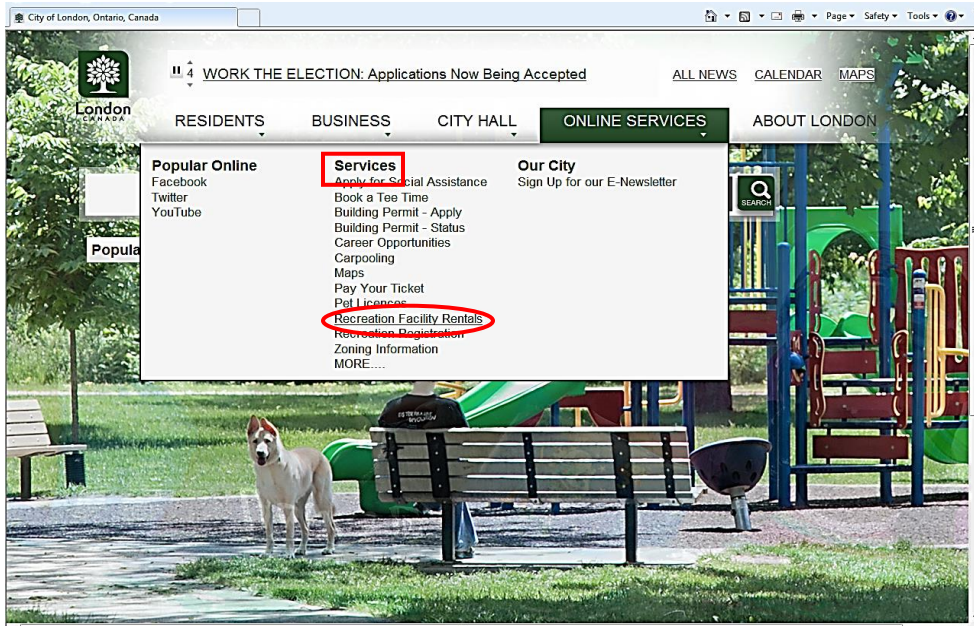 City of London, Ontario, Canada
Page Safety Tools
4 WORK THE ELECTION: Applications Now Being Accepted
ALL NEWS CALENDAR MAPS
London
CANADA
RESIDENTS BUSINESS CITY HALL ONLINE SERVICES ABOUT LONDON
Popular Online
Facebook
Twitter
YouTube
Services
Apply for Social Assistance
Book a Tee Time
Building Permit - Apply
Building Permit - Status
Career Opportunities
Carpooling
Maps
Pay Your Ticket
Pet Licences
Recreation Facility Rentals
Recreation Registration
Zoning Information
MORE....
Our City
Sign Up for our E-Newsletter
SEARCH
Popula